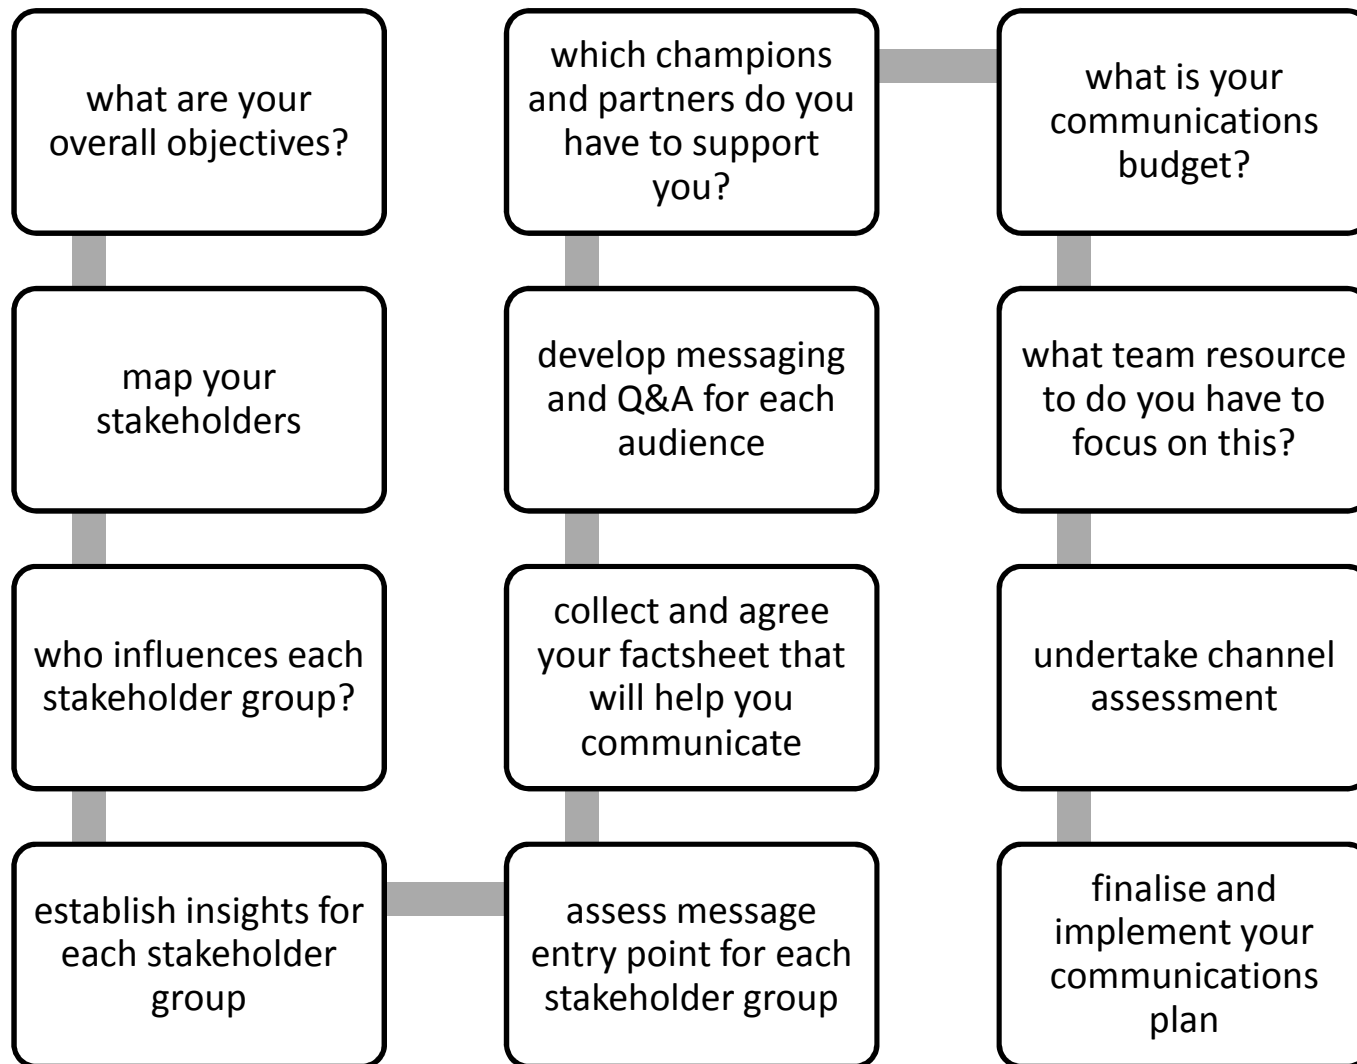 what are your
overall objectives?
map your
stakeholders
who influences each
stakeholder group?
establish insights for
each stakeholder
group
assess message
entry point for each
stakeholder group
collect and agree
your factsheet that
will help you
communicate
develop messaging
and Q&A for each
audience
which champions
and partners do you
have to support
you?
what is your
communications
budget?
what team resource
to do you have to
focus on this?
undertake channel
assessment
finalise and
implement your
communications
plan